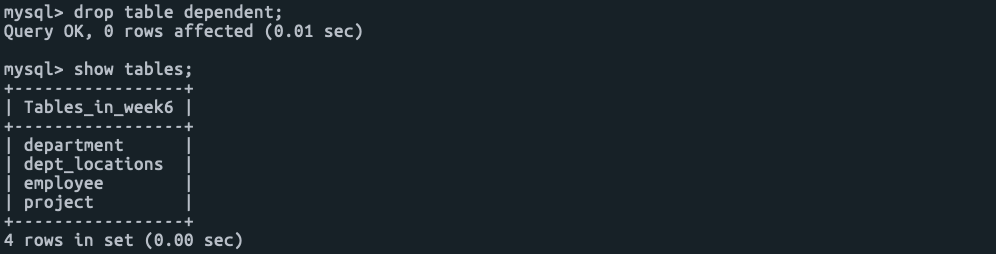 mysql> drop table dependent;
Query OK, 0 rows affected (0.01 sec)

mysql> show tables;
+-----------------+
| Tables_in_week6 |
+-----------------+
| department      |
| dept_locations  |
| employee        |
| project         |
+-----------------+
4 rows in set (0.00 sec)